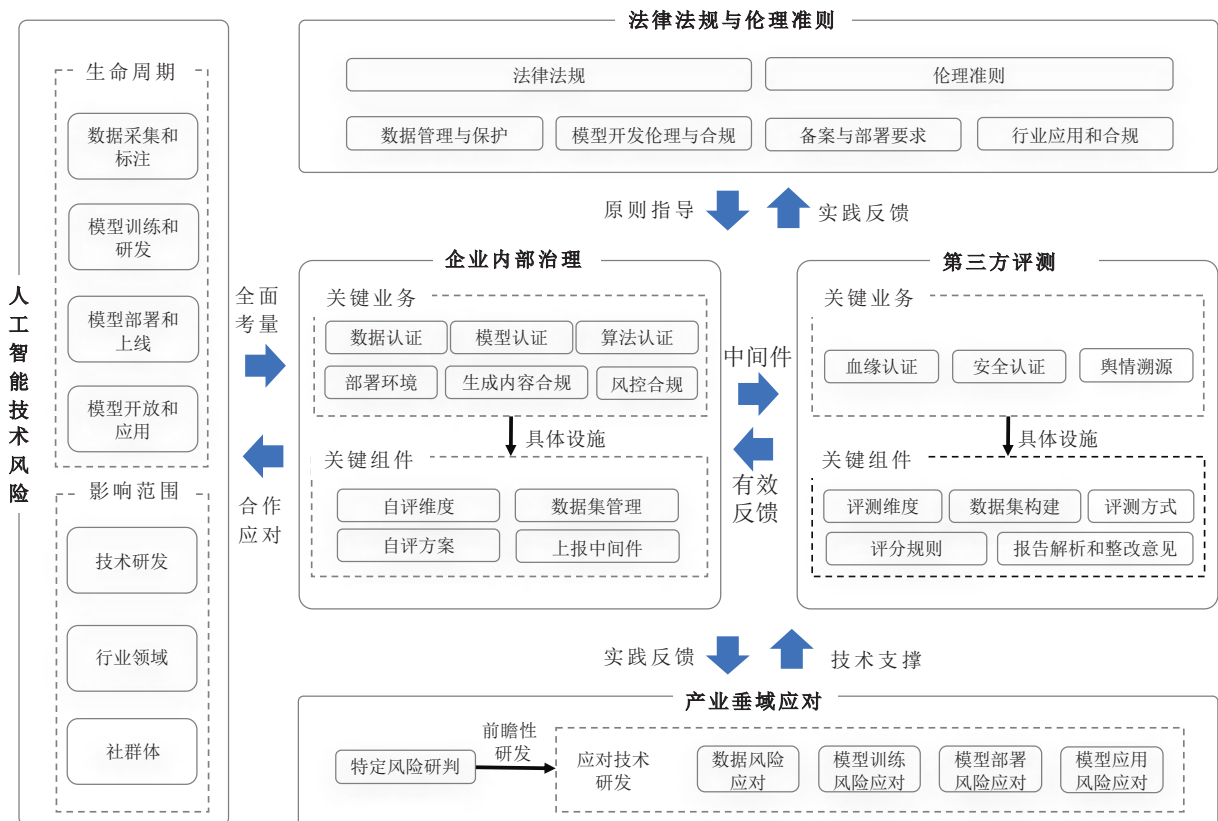 人工智能技术风险
生命周期
数据采集和
标注
模型训练和
研发
模型部署和
上线
模型开放和
应用
影响范围
技术研发
行业领域
社群体
全面
考量
合作
应对
法律法规与伦理准则
法律法规
伦理准则
数据管理与保护
模型开发伦理与合规
备案与部署要求
行业应用和合规
原则指导
实践反馈
企业内部治理
关键业务
数据认证
模型认证
算法认证
部署环境
生成内容合规
风控合规
具体设施
关键组件
自评维度
数据集管理
自评方案
上报中间件
中间件
有效
反馈
第三方评测
关键业务
血缘认证
安全认证
舆情溯源
具体设施
关键组件
评测维度
数据集构建
评测方式
评分规则
报告解析和整改意见
实践反馈
技术支撑
产业垂域应对
特定风险研判
前瞻性
研发
应对技术
研发
数据风险
应对
模型训练
风险应对
模型部署
风险应对
模型应用
风险应对